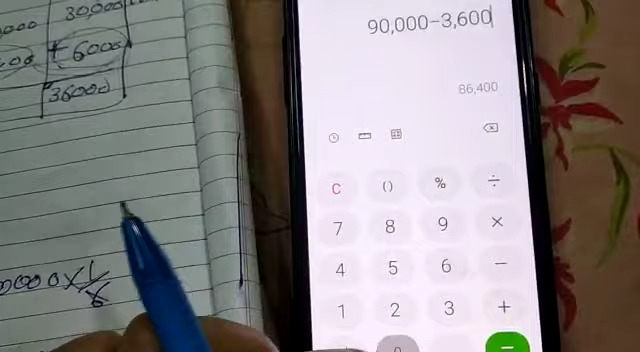 30,000
+ 6000
36000
90,000−3,600
86,400
C () % ÷
7 8 9 ×
4 5 6 −
1 2 3 +